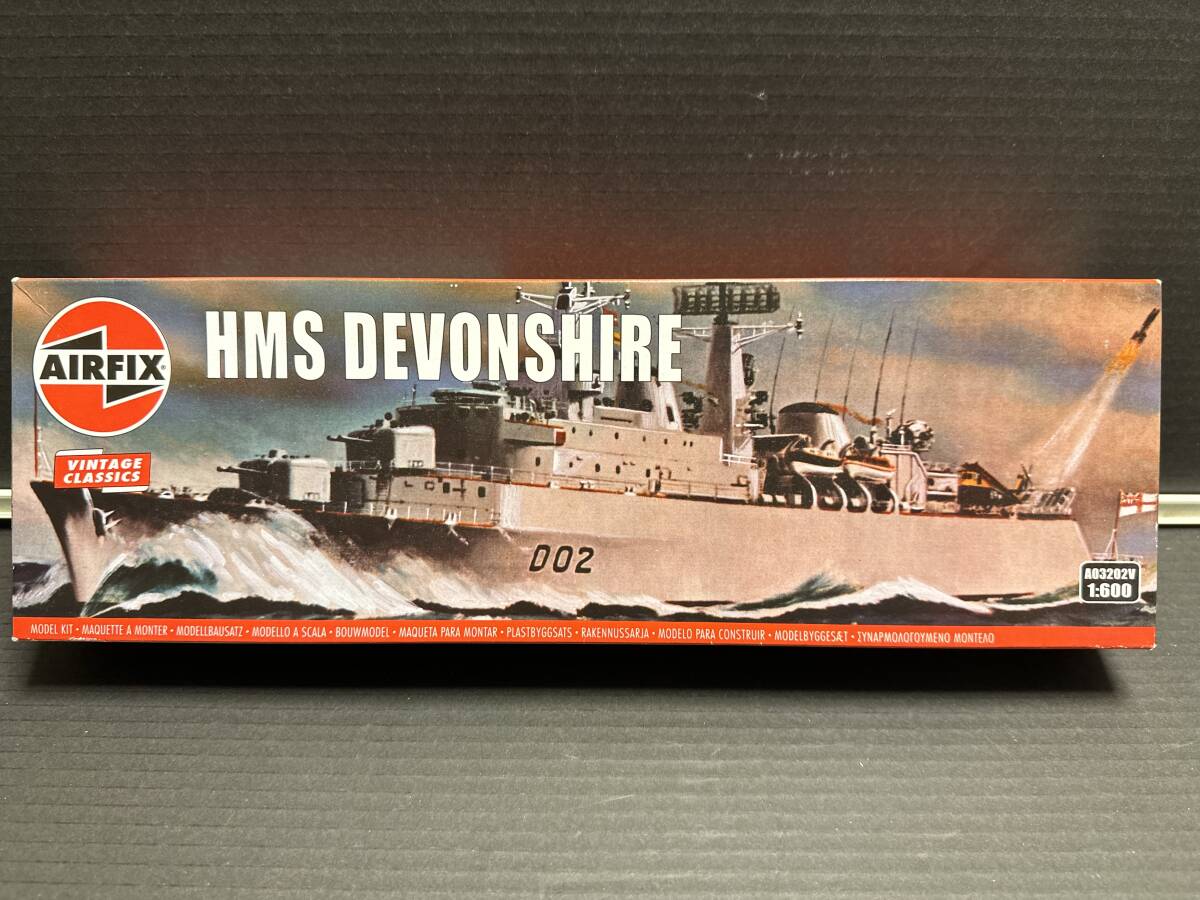 AIRFIX®
HMS DEVONSHIRE
VINTAGE
CLASSICS
D02
A03202V
1:600
MODEL KIT • MAQUETTE A MONTER • MODELLBAUSATZ • MODELLO A SCALA • BOUWMODEL • MAQUETA PARA MONTAR • PLASTBYGGSATS • RAKENNUSSARJA • MODELO PARA CONSTRUIR • MODELBYGGESÆT • ΣΥΝΑΡΜΟΛΟΓΟΥΜΕΝΟ ΜΟΝΤΕΛΟ